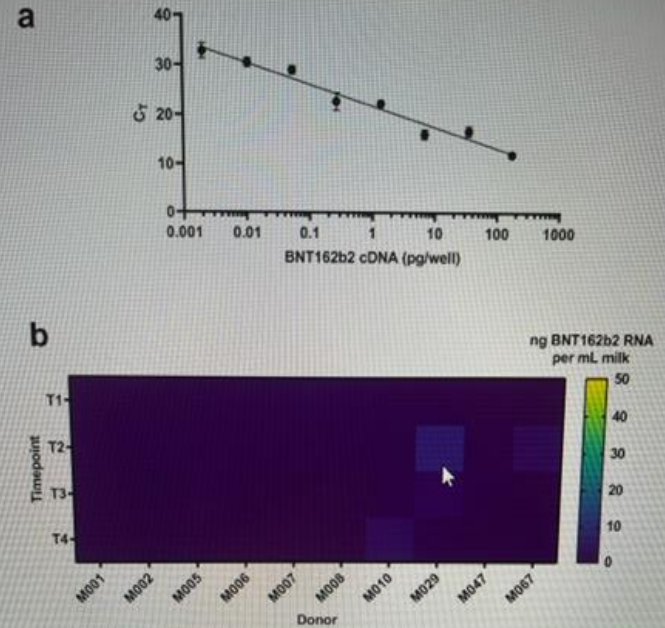 a
40
30
20
10
0
CT
0.001 0.01 0.1 1 10 100 1000
BNT162b2 cDNA (pg/well)
b
ng BNT162b2 RNA
per mL milk
50
40
30
20
10
0
Timepoint
T1
T2
T3
T4
M001 M002 M005 M006 M007 M008 M010 M029 M047 M067
Donor